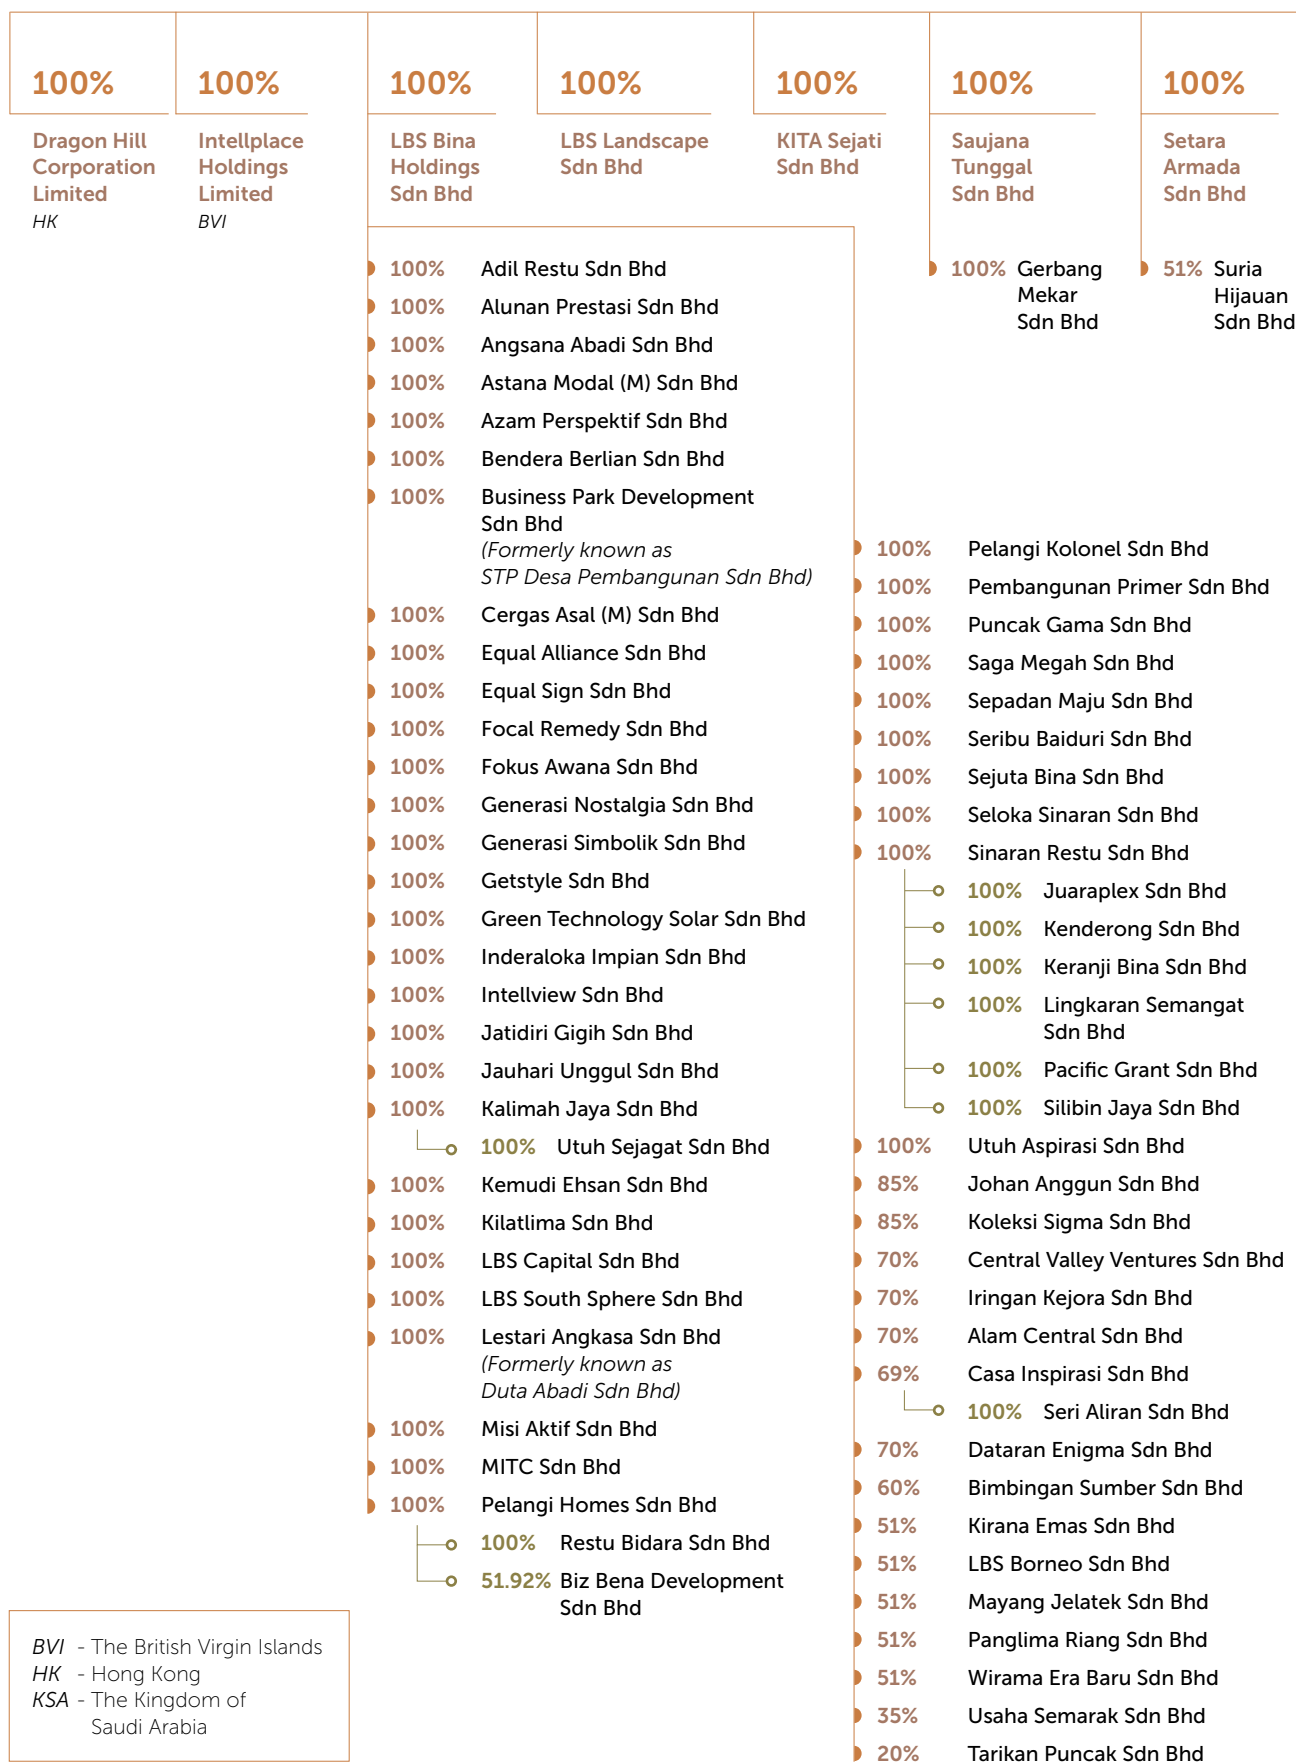 100%
Dragon Hill
Corporation
Limited
HK
100%
Intellplace
Holdings
Limited
BVI
100%
LBS Bina
Holdings
Sdn Bhd
100%
LBS Landscape
Sdn Bhd
100%
KITA Sejati
Sdn Bhd
100%
Saujana
Tunggal
Sdn Bhd
100%
Setara
Armada
Sdn Bhd
100% Adil Restu Sdn Bhd
100% Alunan Prestasi Sdn Bhd
100% Angsana Abadi Sdn Bhd
100% Astana Modal (M) Sdn Bhd
100% Azam Perspektif Sdn Bhd
100% Bendera Berlian Sdn Bhd
100% Business Park Development
Sdn Bhd
(Formerly known as
STP Desa Pembangunan Sdn Bhd)
100% Cergas Asal (M) Sdn Bhd
100% Equal Alliance Sdn Bhd
100% Equal Sign Sdn Bhd
100% Focal Remedy Sdn Bhd
100% Fokus Awana Sdn Bhd
100% Generasi Nostalgia Sdn Bhd
100% Generasi Simbolik Sdn Bhd
100% Getstyle Sdn Bhd
100% Green Technology Solar Sdn Bhd
100% Inderaloka Impian Sdn Bhd
100% Intellview Sdn Bhd
100% Jatidiri Gigih Sdn Bhd
100% Jauhari Unggul Sdn Bhd
100% Kalimah Jaya Sdn Bhd
100% Utuh Sejagat Sdn Bhd
100% Kemudi Ehsan Sdn Bhd
100% Kilatlima Sdn Bhd
100% LBS Capital Sdn Bhd
100% LBS South Sphere Sdn Bhd
100% Lestari Angkasa Sdn Bhd
(Formerly known as
Duta Abadi Sdn Bhd)
100% Misi Aktif Sdn Bhd
100% MITC Sdn Bhd
100% Pelangi Homes Sdn Bhd
100% Restu Bidara Sdn Bhd
51.92% Biz Bena Development
Sdn Bhd
100% Pelangi Kolonel Sdn Bhd
100% Pembangunan Primer Sdn Bhd
100% Puncak Gama Sdn Bhd
100% Saga Megah Sdn Bhd
100% Sepadan Maju Sdn Bhd
100% Seribu Baiduri Sdn Bhd
100% Sejuta Bina Sdn Bhd
100% Seloka Sinaran Sdn Bhd
100% Sinaran Restu Sdn Bhd
100% Juaraplex Sdn Bhd
100% Kenderong Sdn Bhd
100% Keranji Bina Sdn Bhd
100% Lingkaran Semangat
Sdn Bhd
100% Pacific Grant Sdn Bhd
100% Silibin Jaya Sdn Bhd
100% Utuh Aspirasi Sdn Bhd
85% Johan Anggun Sdn Bhd
85% Koleksi Sigma Sdn Bhd
70% Central Valley Ventures Sdn Bhd
70% Iringan Kejora Sdn Bhd
70% Alam Central Sdn Bhd
69% Casa Inspirasi Sdn Bhd
100% Seri Aliran Sdn Bhd
70% Dataran Enigma Sdn Bhd
60% Bimbingan Sumber Sdn Bhd
51% Kirana Emas Sdn Bhd
51% LBS Borneo Sdn Bhd
51% Mayang Jelatek Sdn Bhd
51% Panglima Riang Sdn Bhd
51% Wirama Era Baru Sdn Bhd
35% Usaha Semarak Sdn Bhd
20% Tarikan Puncak Sdn Bhd
100% Gerbang
Mekar
Sdn Bhd
51% Suria
Hijauan
Sdn Bhd
BVI - The British Virgin Islands
HK - Hong Kong
KSA - The Kingdom of
Saudi Arabia